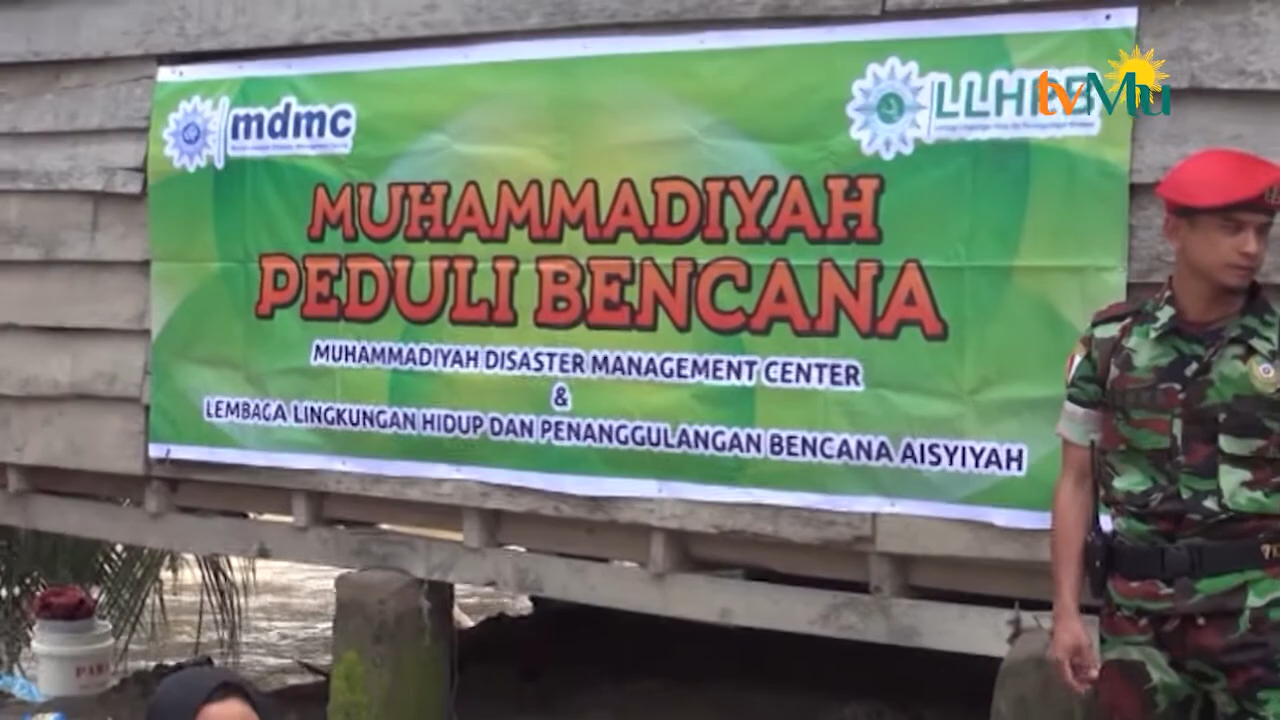 mdmc
LLHPB
tvMu
MUHAMMADIYAH
PEDULI BENCANA
MUHAMMADIYAH DISASTER MANAGEMENT CENTER
&
LEMBAGA LINGKUNGAN HIDUP DAN PENANGGULANGAN BENCANA AISYIYAH